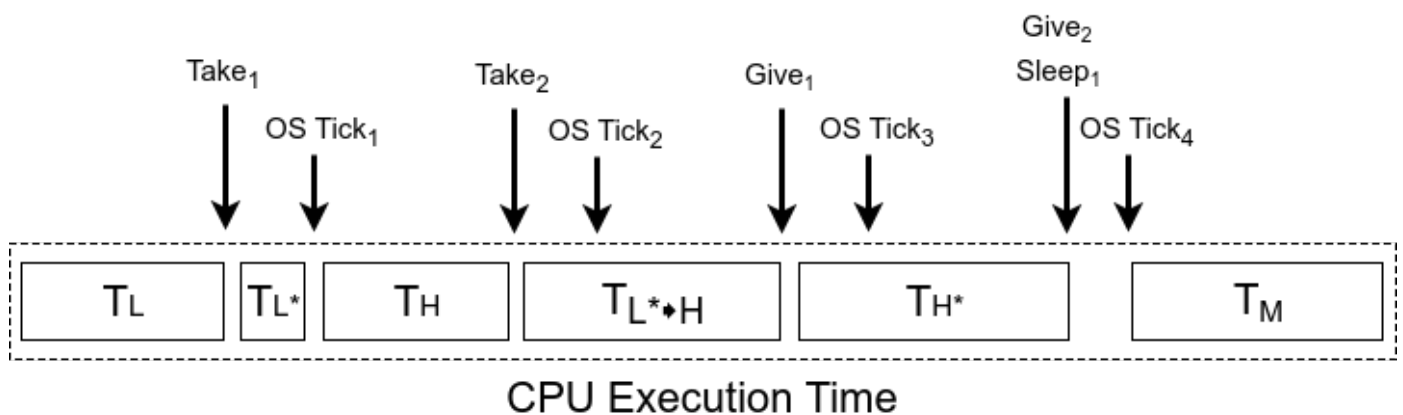 Give₂
Take₁ Take₂ Give₁ Sleep₁
OS Tick₁ OS Tick₂ OS Tick₃ OS Tick₄
TL TL* TH TL*➧H TH* TM
CPU Execution Time